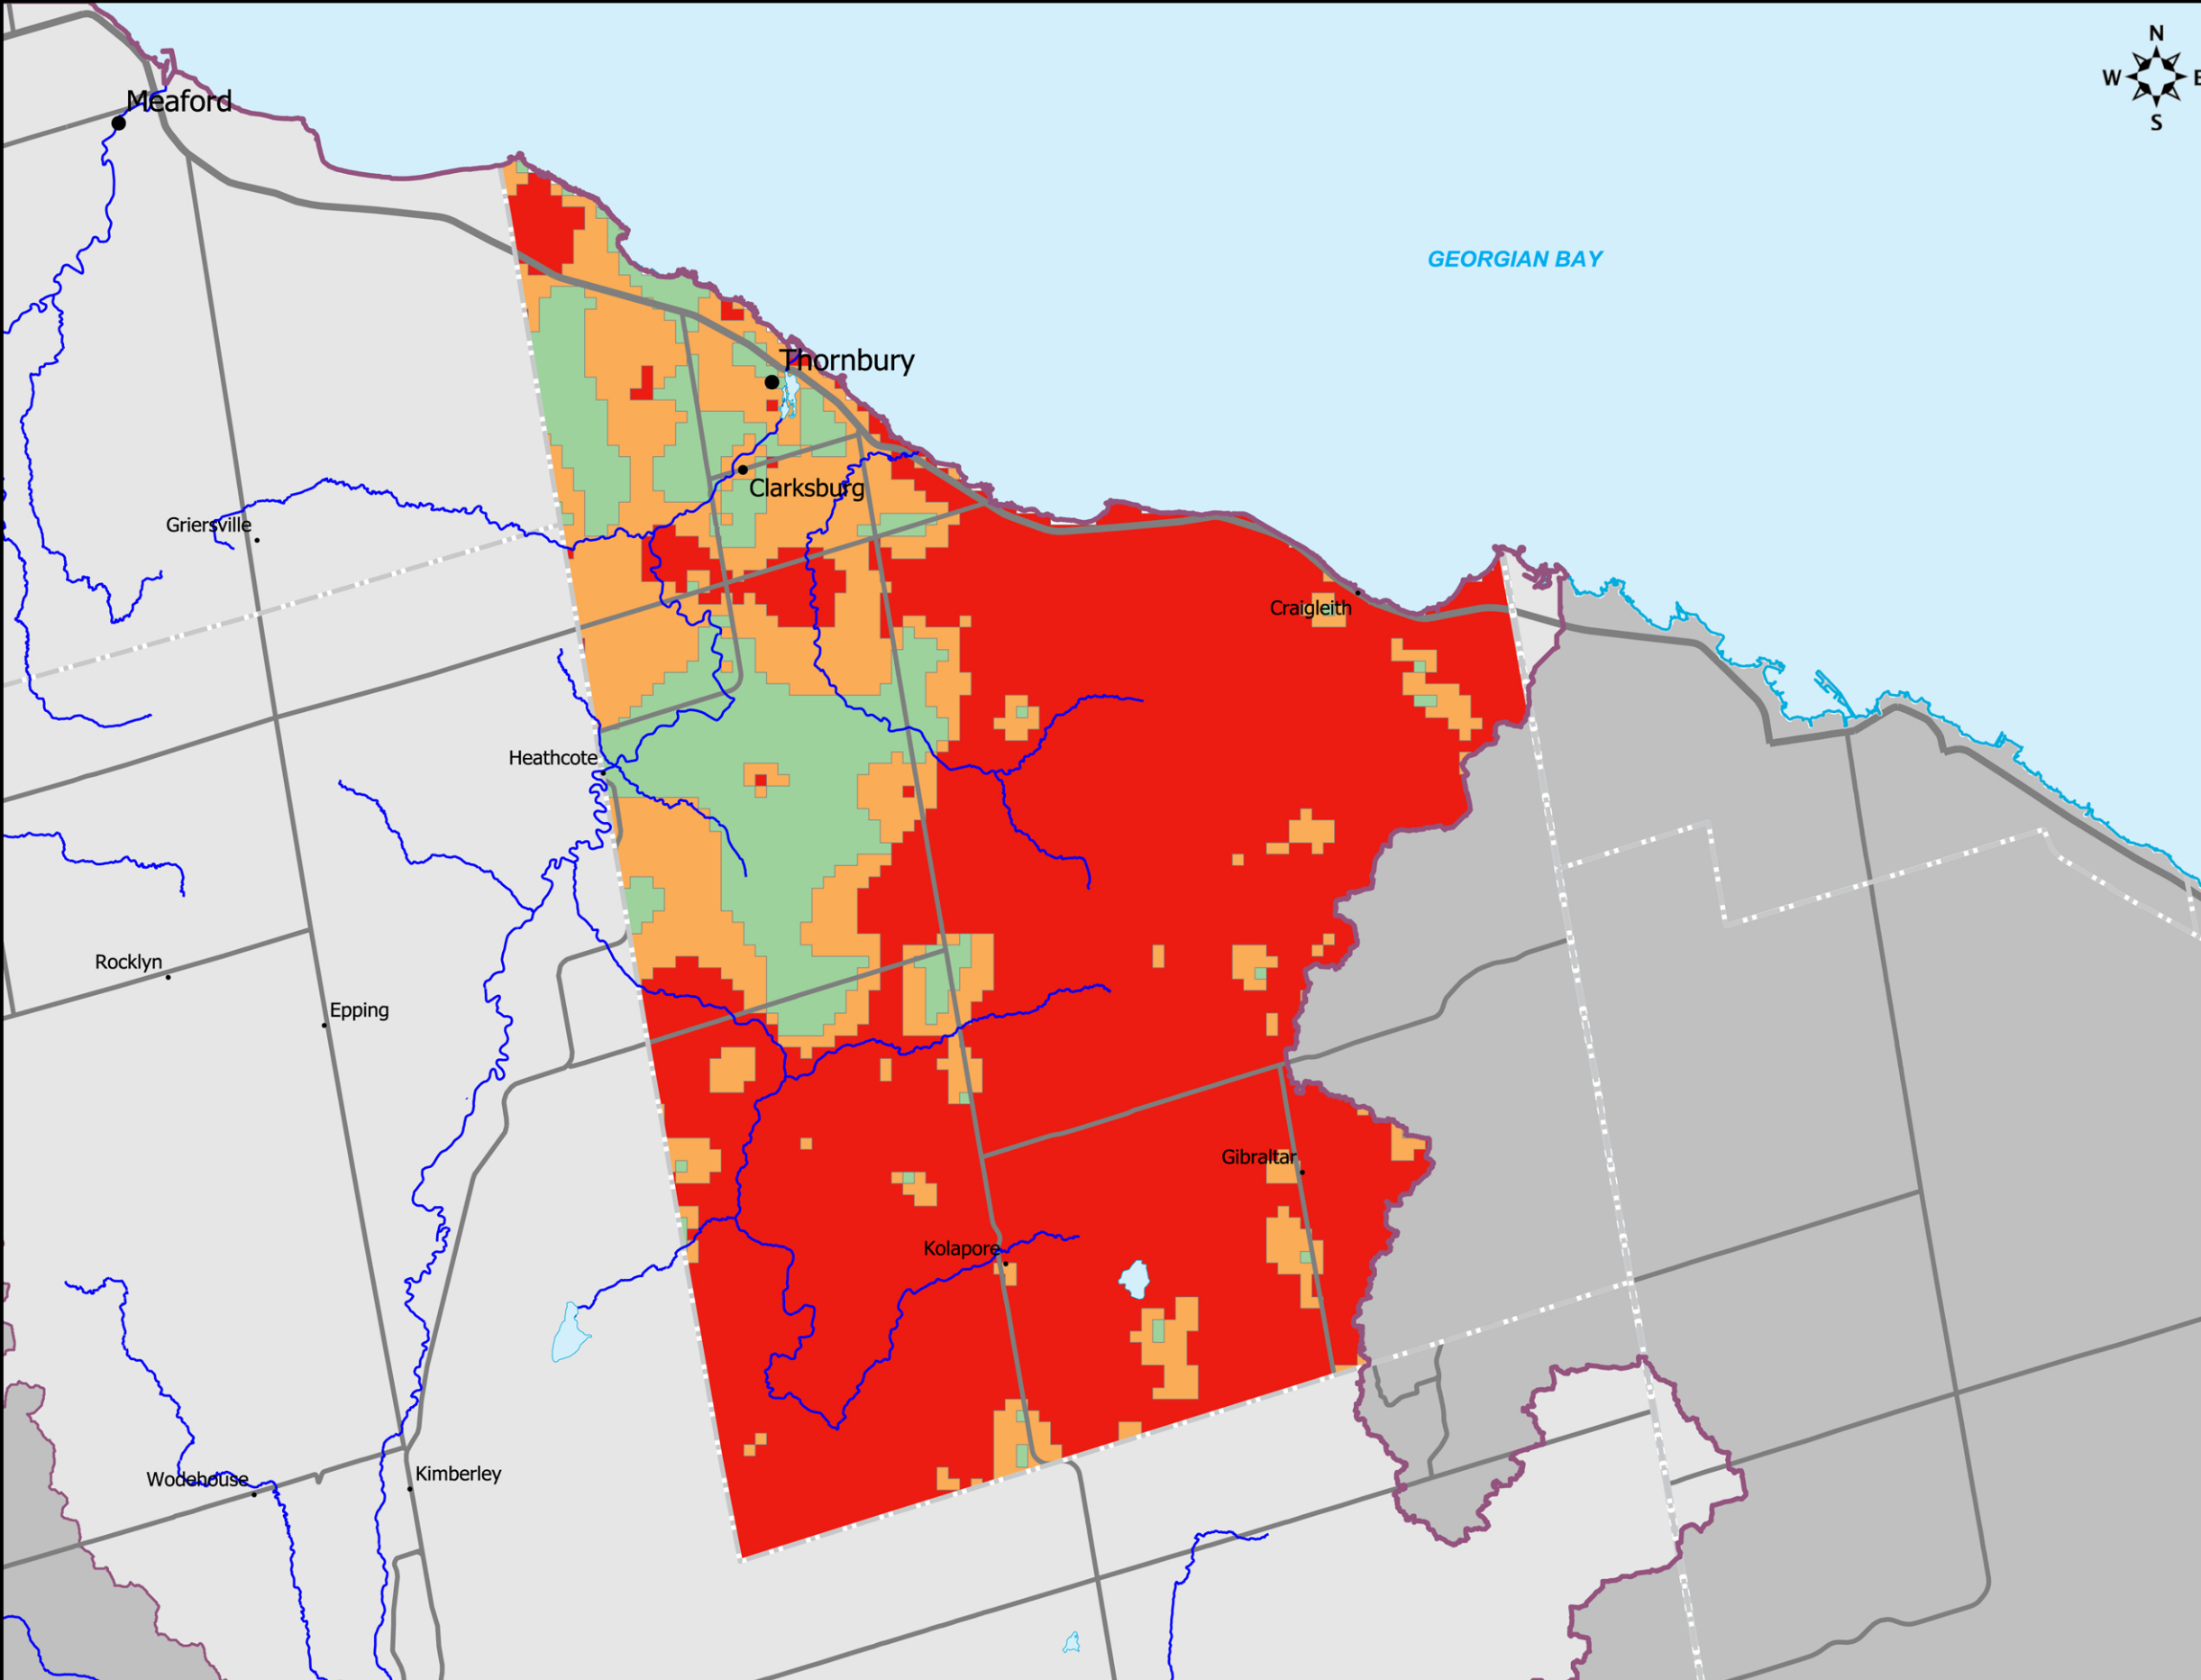 N
W E
S
Meaford
GEORGIAN BAY
Thornbury
Clarksburg
Griersville
Craigleith
Heathcote
Rocklyn
Epping
Gibraltar
Kolapore
Wodehouse
Kimberley